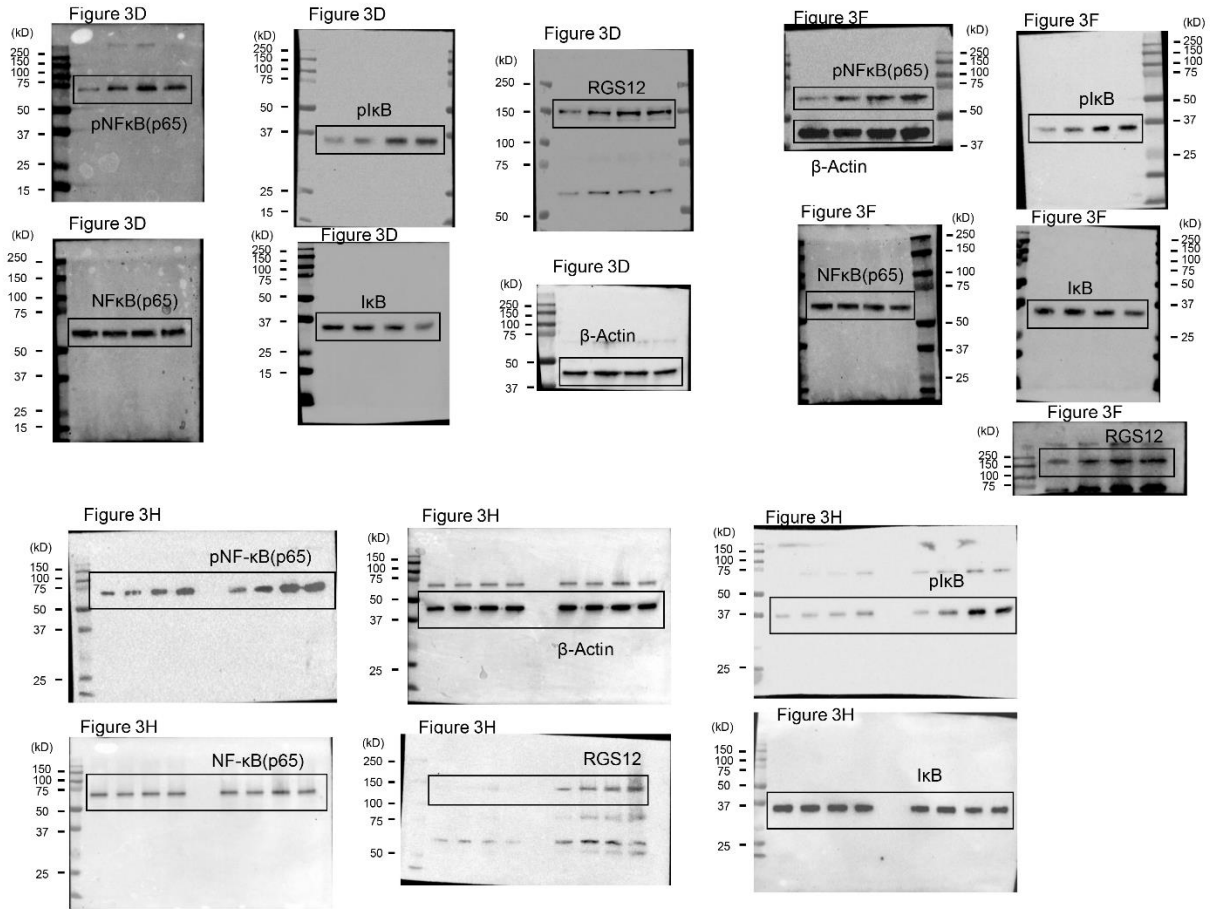 Figure 3D
(kD)
250
150
100
75
50
37
25
15
pNFκB(p65)
Figure 3D
(kD)
250
150
100
75
50
37
25
15
pIκB
Figure 3D
(kD)
250
150
100
75
50
RGS12
Figure 3F
(kD)
pNFκB(p65)
250
150
100
75
50
37
β-Actin
Figure 3F
(kD)
pIκB
250
150
100
75
50
37
25
Figure 3D
(kD)
250
150
100
75
50
37
25
15
NFκB(p65)
Figure 3D
(kD)
250
150
100
75
50
37
25
15
IκB
Figure 3D
(kD)
250
150
100
75
50
37
β-Actin
Figure 3F
(kD)
NFκB(p65)
250
150
100
75
50
37
25
Figure 3F
(kD)
IκB
250
150
100
75
50
37
25
Figure 3F
(kD)
250
150
100
75
RGS12
Figure 3H
(kD)
150
100
75
50
37
25
pNF-κB(p65)
Figure 3H
(kD)
150
100
75
50
37
25
β-Actin
Figure 3H
(kD)
150
100
75
50
37
25
pIκB
Figure 3H
(kD)
150
100
75
50
37
25
NF-κB(p65)
Figure 3H
(kD)
250
150
100
75
50
RGS12
Figure 3H
(kD)
150
100
75
50
37
25
IκB